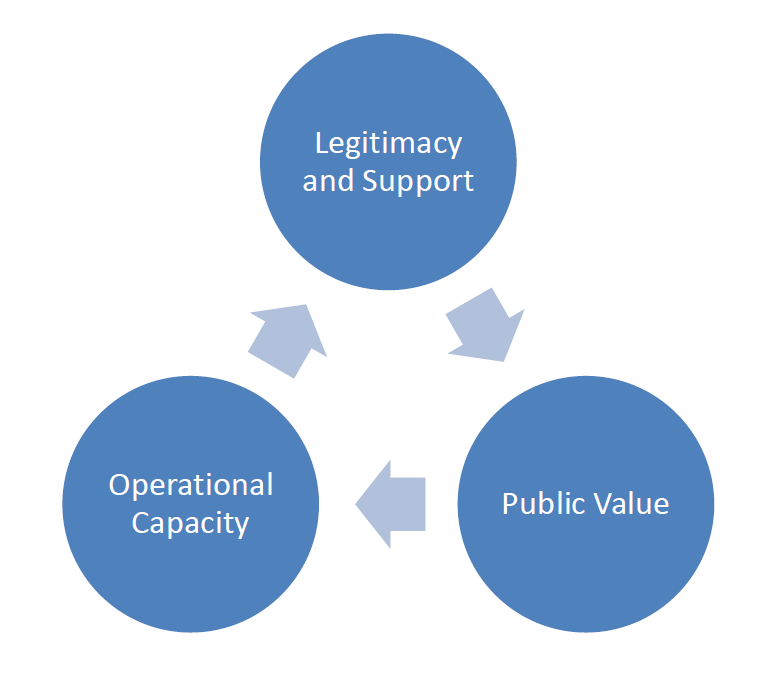 Legitimacy
and Support
Operational
Capacity
Public Value